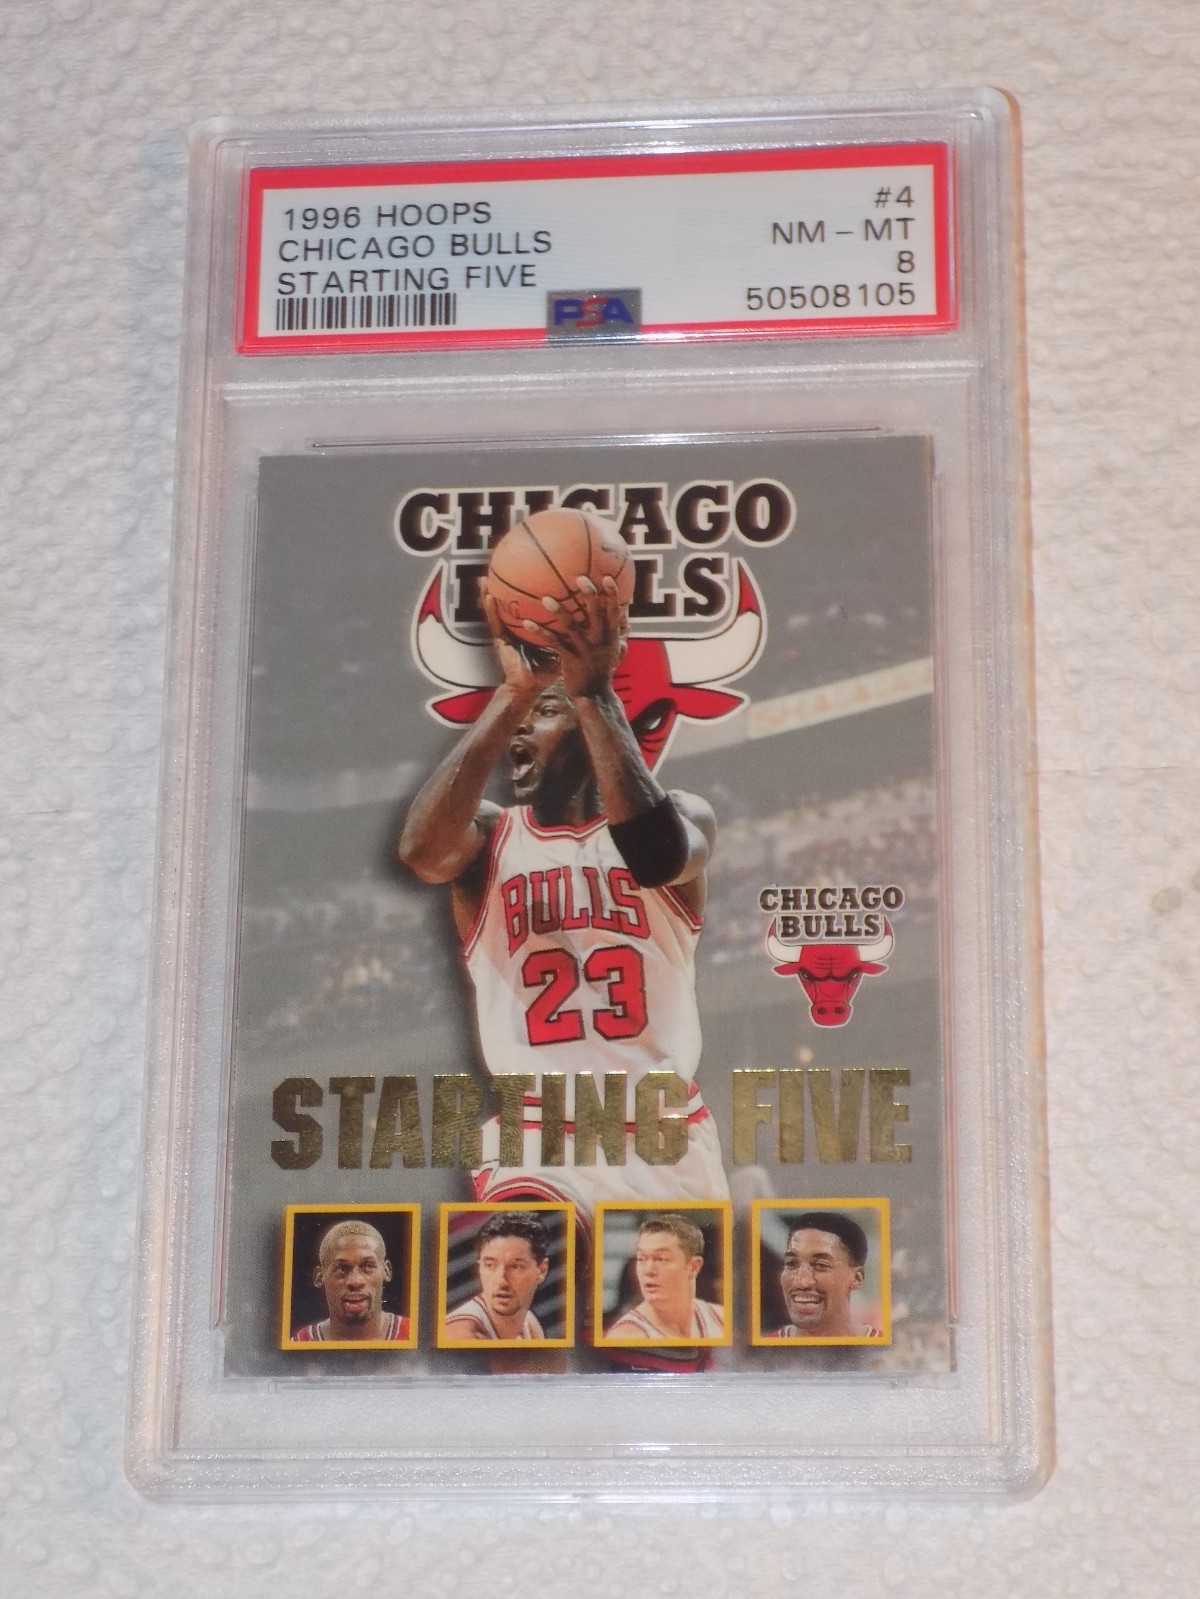 1996 HOOPS
CHICAGO BULLS
STARTING FIVE
#4
NM - MT
8
50508105
PSA
CHICAGO
BULLS
BULLS
23
CHICAGO
BULLS
STARTING FIVE